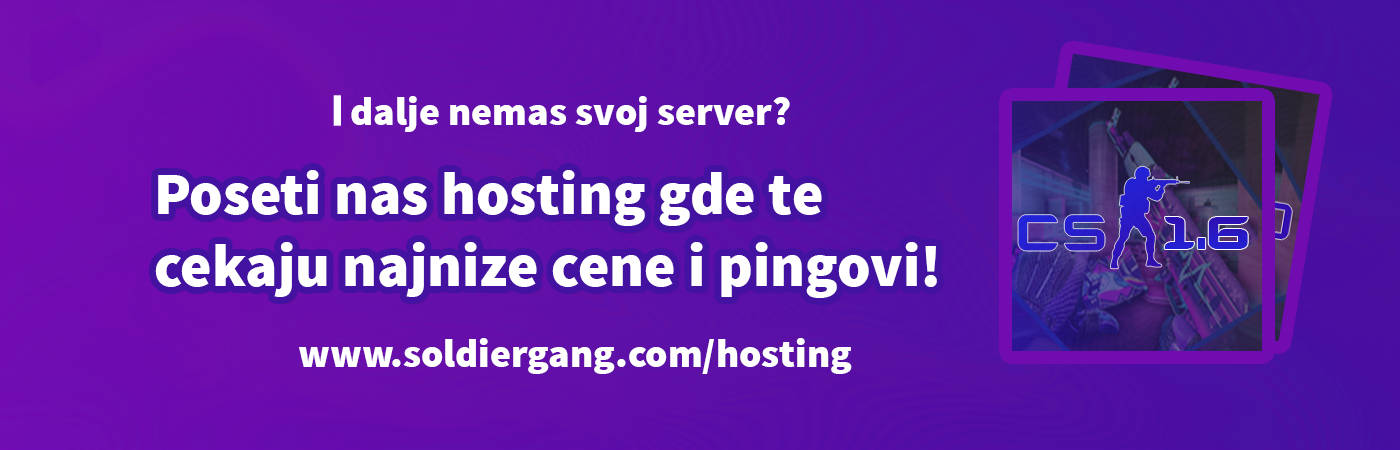 I dalje nemas svoj server?
Poseti nas hosting gde te
cekaju najnize cene i pingovi!
www.soldiergang.com/hosting
CS 1.6